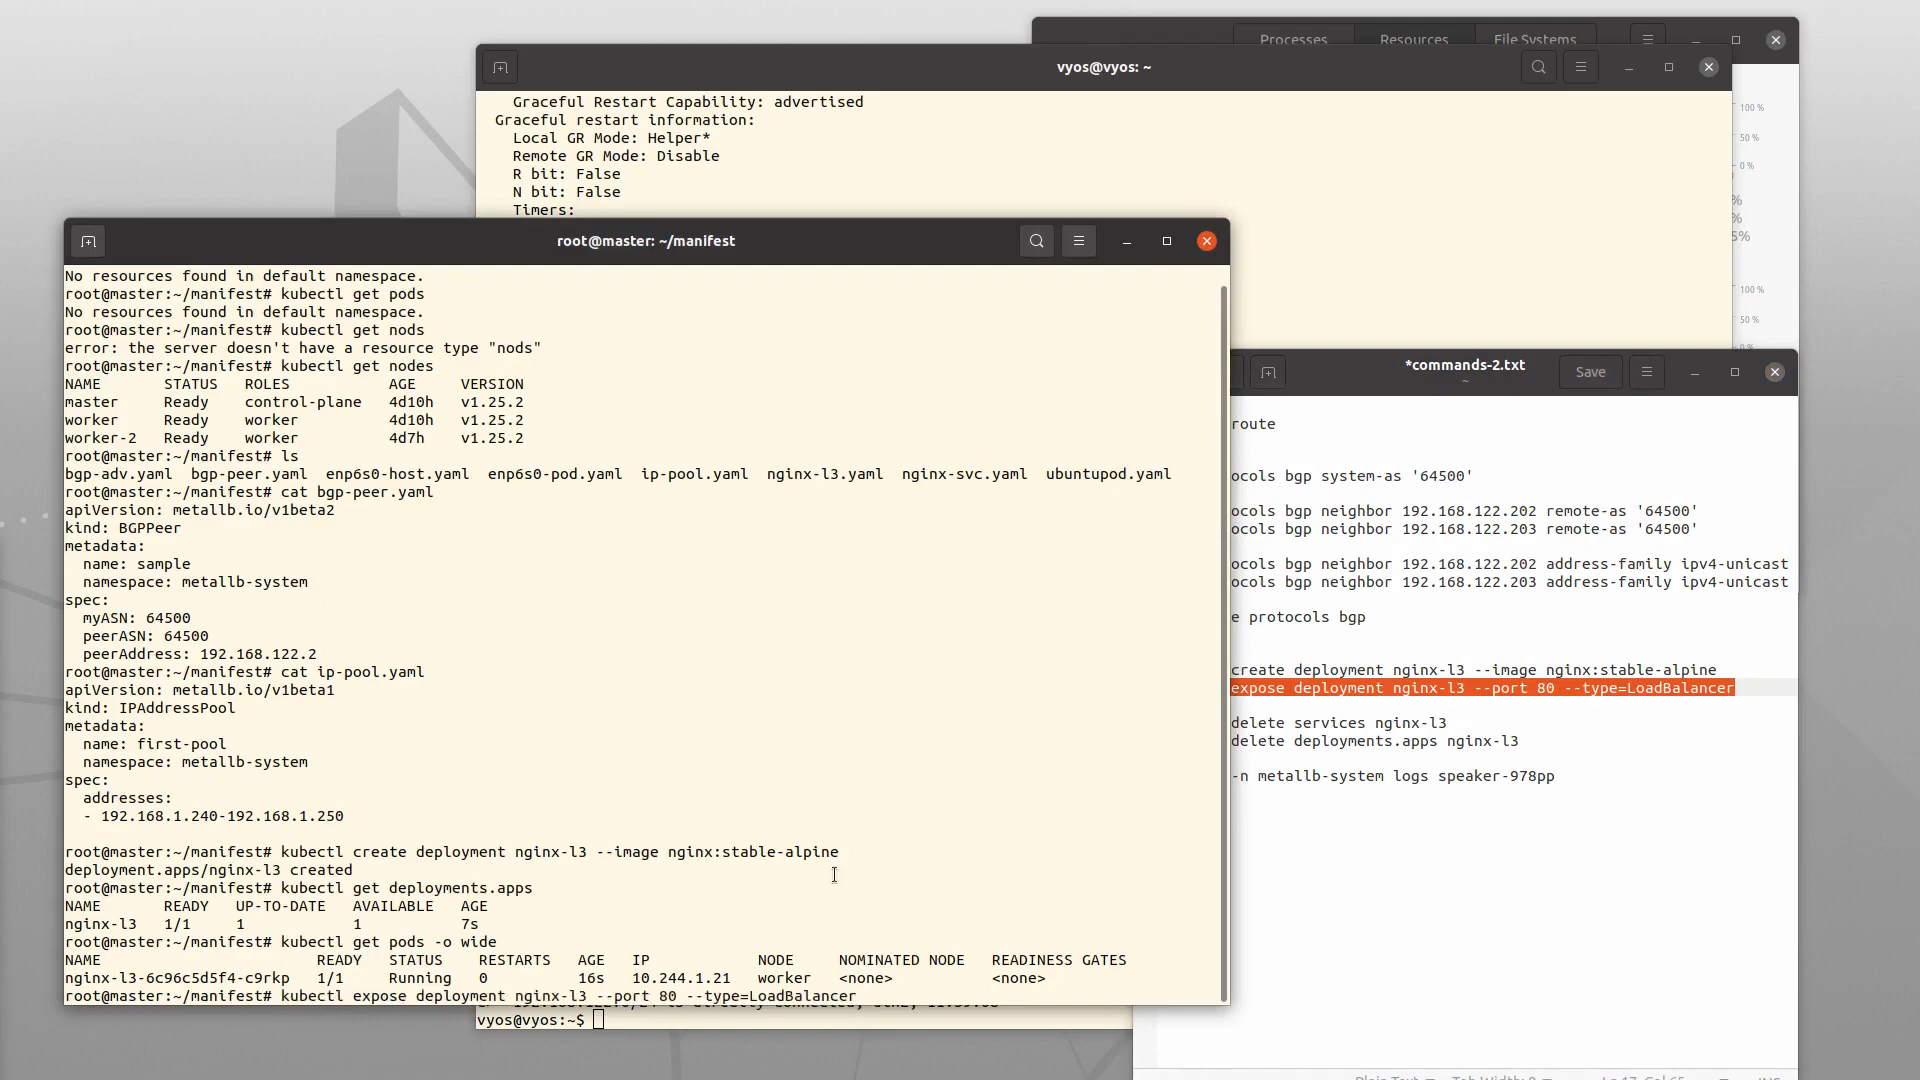 Processes Resources File Systems
vyos@vyos: ~
Graceful Restart Capability: advertised
Graceful restart information:
Local GR Mode: Helper*
Remote GR Mode: Disable
R bit: False
N bit: False
Timers:
100 %
50 %
0 %
%
%
5%
100 %
50 %
root@master: ~/manifest
No resources found in default namespace.
root@master:~/manifest# kubectl get pods
No resources found in default namespace.
root@master:~/manifest# kubectl get nods
error: the server doesn't have a resource type "nods"
root@master:~/manifest# kubectl get nodes
NAME STATUS ROLES AGE VERSION
master Ready control-plane 4d10h v1.25.2
worker Ready worker 4d10h v1.25.2
worker-2 Ready worker 4d7h v1.25.2
root@master:~/manifest# ls
bgp-adv.yaml bgp-peer.yaml enp6s0-host.yaml enp6s0-pod.yaml ip-pool.yaml nginx-l3.yaml nginx-svc.yaml ubuntupod.yaml
root@master:~/manifest# cat bgp-peer.yaml
apiVersion: metallb.io/v1beta2
kind: BGPPeer
metadata:
name: sample
namespace: metallb-system
spec:
myASN: 64500
peerASN: 64500
peerAddress: 192.168.122.2
root@master:~/manifest# cat ip-pool.yaml
apiVersion: metallb.io/v1beta1
kind: IPAddressPool
metadata:
name: first-pool
namespace: metallb-system
spec:
addresses:
- 192.168.1.240-192.168.1.250
root@master:~/manifest# kubectl create deployment nginx-l3 --image nginx:stable-alpine
deployment.apps/nginx-l3 created
root@master:~/manifest# kubectl get deployments.apps
NAME READY UP-TO-DATE AVAILABLE AGE
nginx-l3 1/1 1 1 7s
root@master:~/manifest# kubectl get pods -o wide
NAME READY STATUS RESTARTS AGE IP NODE NOMINATED NODE READINESS GATES
nginx-l3-6c96c5d5f4-c9rkp 1/1 Running 0 16s 10.244.1.21 worker <none> <none>
root@master:~/manifest# kubectl expose deployment nginx-l3 --port 80 --type=LoadBalancer
vyos@vyos:~$
*commands-2.txt
~
Save
route
ocols bgp system-as '64500'
ocols bgp neighbor 192.168.122.202 remote-as '64500'
ocols bgp neighbor 192.168.122.203 remote-as '64500'
ocols bgp neighbor 192.168.122.202 address-family ipv4-unicast
ocols bgp neighbor 192.168.122.203 address-family ipv4-unicast
e protocols bgp
create deployment nginx-l3 --image nginx:stable-alpine
expose deployment nginx-l3 --port 80 --type=LoadBalancer
delete services nginx-l3
delete deployments.apps nginx-l3
-n metallb-system logs speaker-978pp